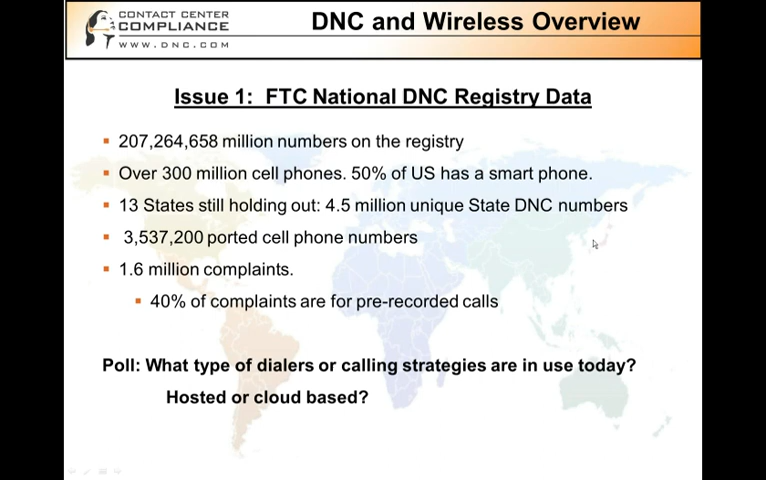 CONTACT CENTER
COMPLIANCE
WWW.DNC.COM
DNC and Wireless Overview
Issue 1: FTC National DNC Registry Data
207,264,658 million numbers on the registry
Over 300 million cell phones. 50% of US has a smart phone.
13 States still holding out: 4.5 million unique State DNC numbers
3,537,200 ported cell phone numbers
1.6 million complaints.
40% of complaints are for pre-recorded calls
Poll: What type of dialers or calling strategies are in use today?
Hosted or cloud based?